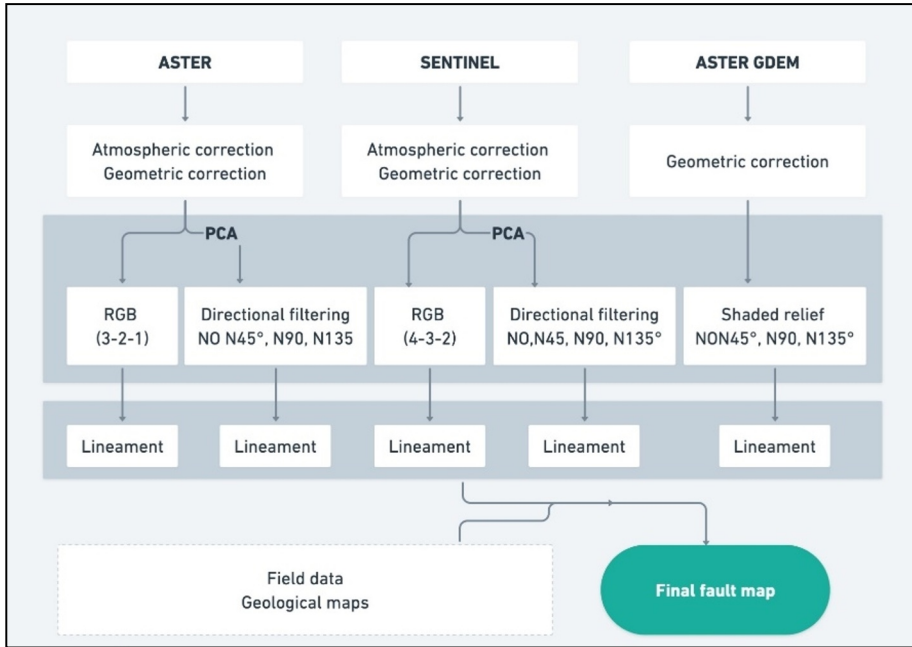 ASTER
SENTINEL
ASTER GDEM
Atmospheric correction
Geometric correction
Atmospheric correction
Geometric correction
Geometric correction
PCA
PCA
RGB
(3-2-1)
Directional filtering
NO N45°, N90, N135
RGB
(4-3-2)
Directional filtering
NO,N45, N90, N135°
Shaded relief
NON45°, N90, N135°
Lineament
Lineament
Lineament
Lineament
Lineament
Field data
Geological maps
Final fault map